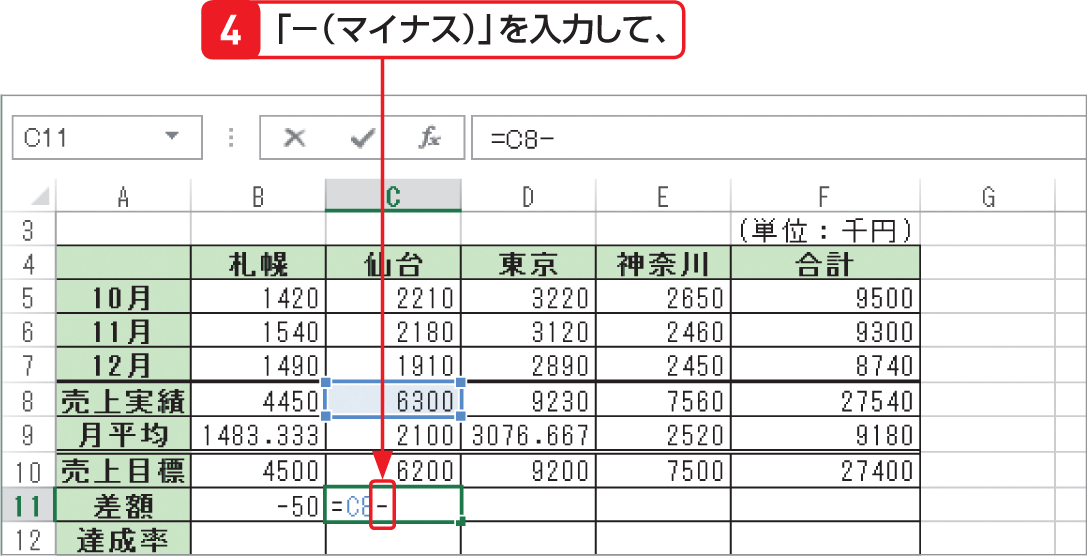 4 「－(マイナス)」を入力して、
C11 fx =C8-
A B C D E F G
3 (単位：千円)
4 札幌 仙台 東京 神奈川 合計
5 10月 1420 2210 3220 2650 9500
6 11月 1540 2180 3120 2460 9300
7 12月 1490 1910 2890 2450 8740
8 売上実績 4450 6300 9230 7560 27540
9 月平均 1483.333 2100 3076.667 2520 9180
10 売上目標 4500 6200 9200 7500 27400
11 差額 -50 =C8-
12 達成率